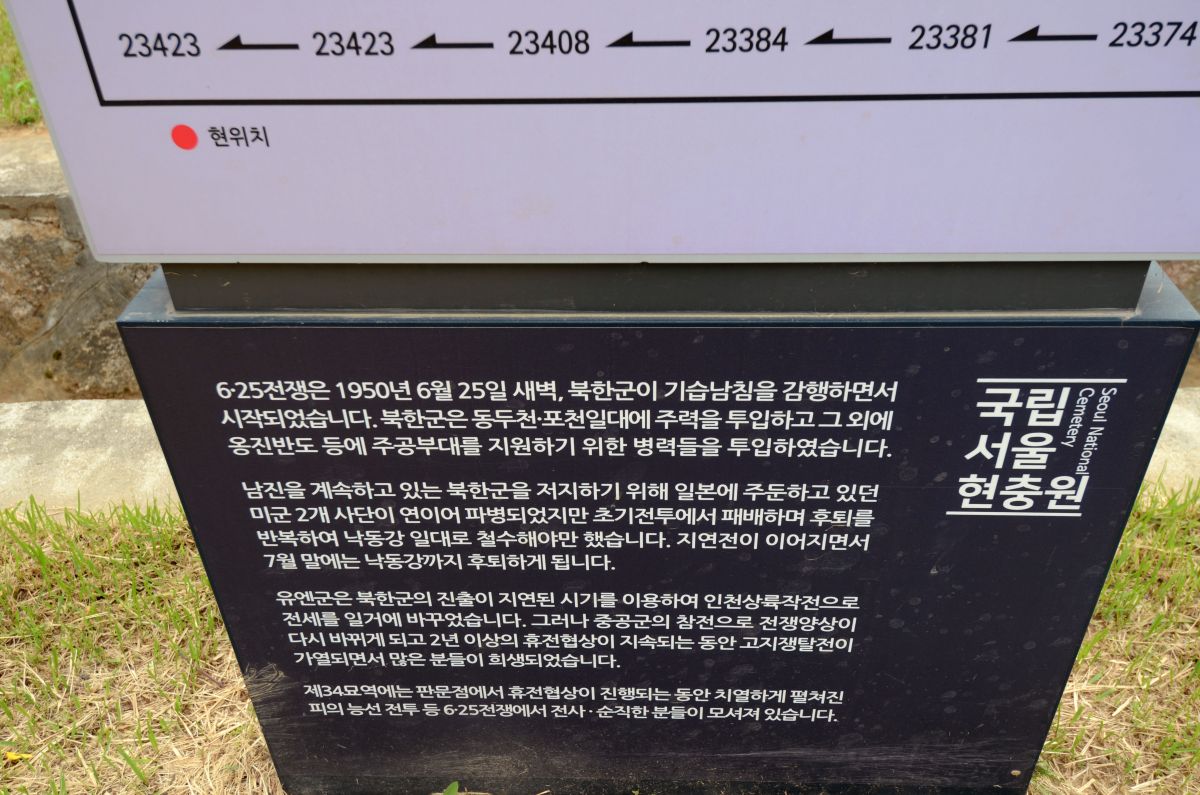 23423 23423 23408 23384 23381 23374
현위치
6·25전쟁은 1950년 6월 25일 새벽, 북한군이 기습남침을 감행하면서
시작되었습니다. 북한군은 동두천·포천일대에 주력을 투입하고 그 외에
옹진반도 등에 주공부대를 지원하기 위한 병력들을 투입하였습니다.
남진을 계속하고 있는 북한군을 저지하기 위해 일본에 주둔하고 있던
미군 2개 사단이 연이어 파병되었지만 초기전투에서 패배하며 후퇴를
반복하여 낙동강 일대로 철수해야만 했습니다. 지연전이 이어지면서
7월 말에는 낙동강까지 후퇴하게 됩니다.
유엔군은 북한군의 진출이 지연된 시기를 이용하여 인천상륙작전으로
전세를 일거에 바꾸었습니다. 그러나 중공군의 참전으로 전쟁양상이
다시 바뀌게 되고 2년 이상의 휴전협상이 지속되는 동안 고지쟁탈전이
가열되면서 많은 분들이 희생되었습니다.
제34묘역에는 판문점에서 휴전협상이 진행되는 동안 치열하게 펼쳐진
피의 능선 전투 등 6·25전쟁에서 전사·순직한 분들이 모셔져 있습니다.
국립
서울
현충원
Seoul National
Cemetery